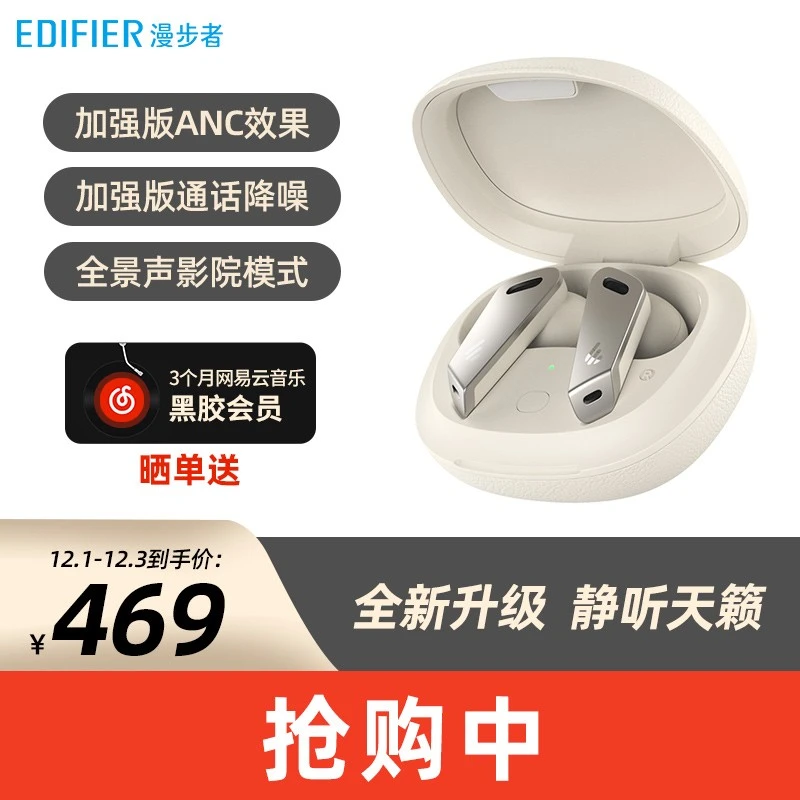 EDIFIER 漫步者
加强版ANC效果
加强版通话降噪
全景声影院模式
3个月网易云音乐
黑胶会员
晒单送
12.1-12.3到手价:
¥469
全新升级 静听天籁
抢购中